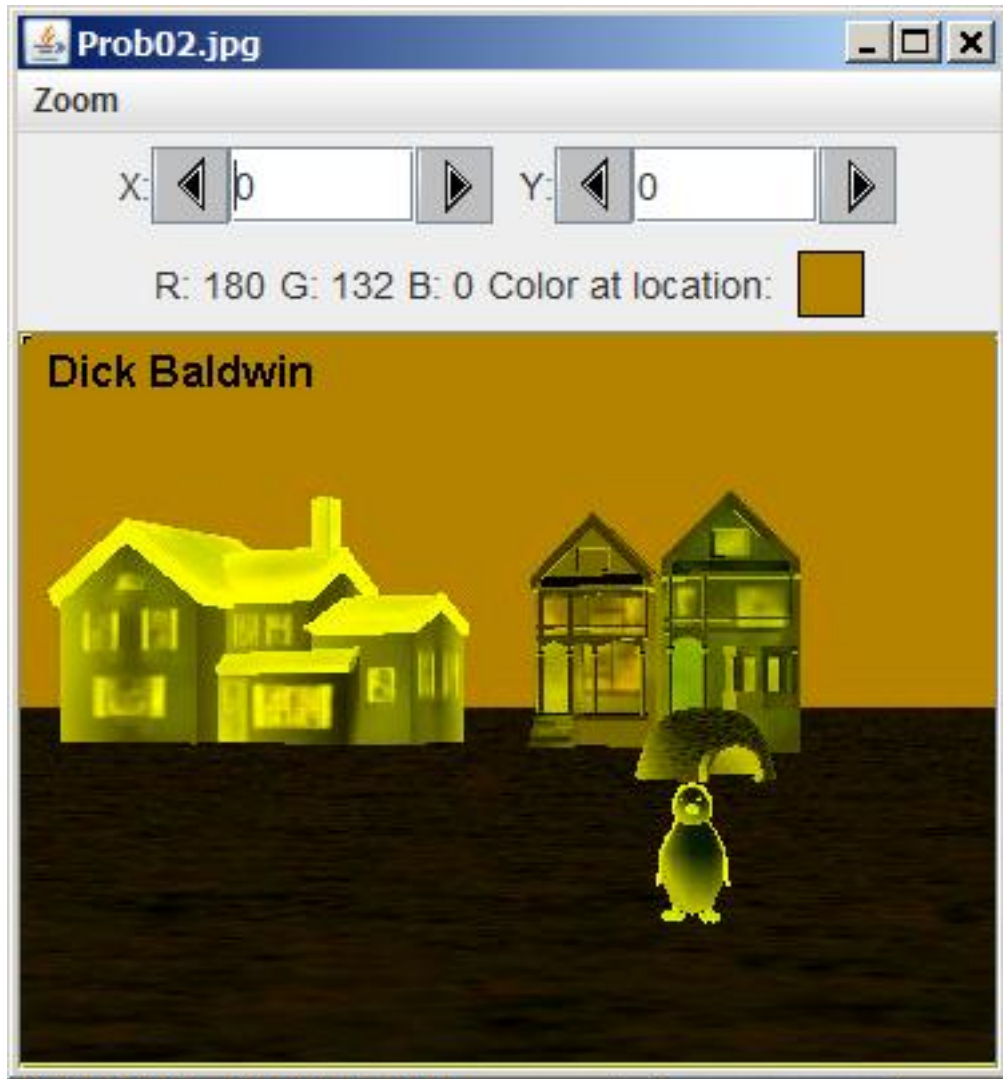 Prob02.jpg
Zoom
X: 0 Y: 0
R: 180 G: 132 B: 0 Color at location:
Dick Baldwin